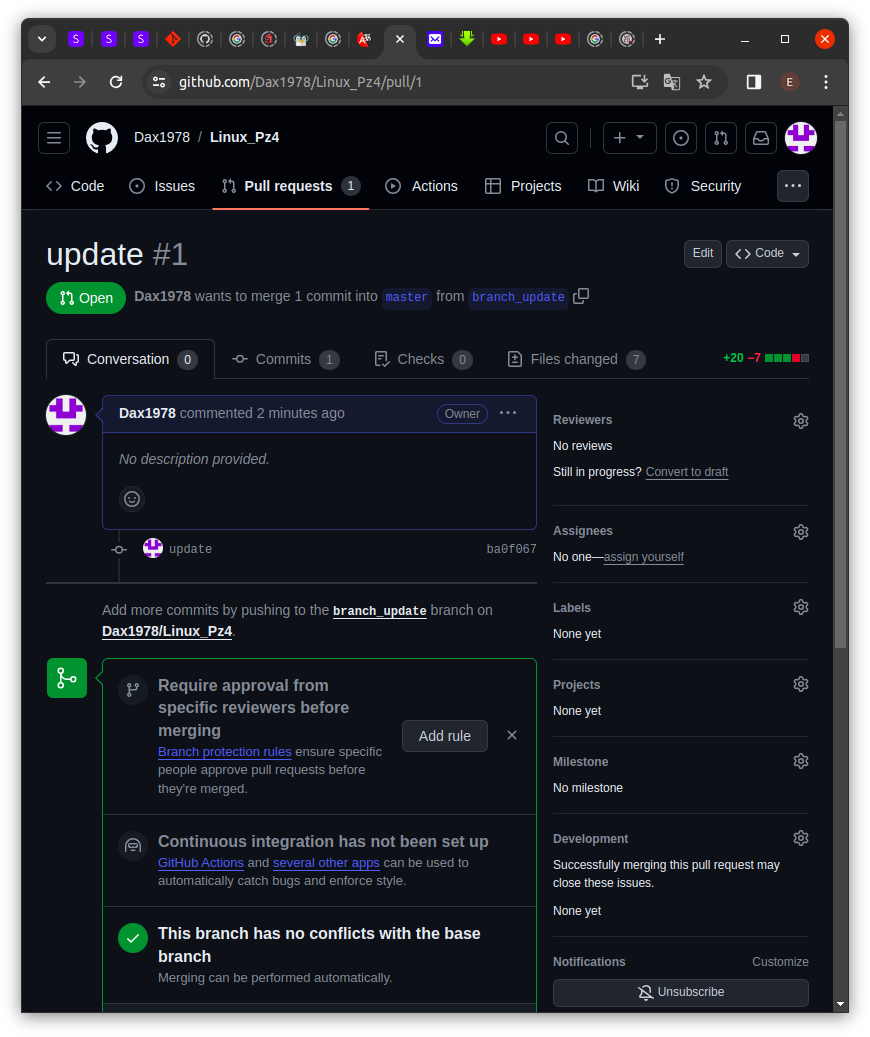 github.com/Dax1978/Linux_Pz4/pull/1
E
Dax1978 / Linux_Pz4
Code
Issues
Pull requests 1
Actions
Projects
Wiki
Security
update #1
Edit
Code
Open
Dax1978 wants to merge 1 commit into master from branch_update
Conversation 0
Commits 1
Checks 0
Files changed 7
+20 −7
Dax1978 commented 2 minutes ago
Owner
No description provided.
update
ba0f067
Add more commits by pushing to the branch_update branch on
Dax1978/Linux_Pz4.
Require approval from
specific reviewers before
merging
Branch protection rules ensure specific
people approve pull requests before
they're merged.
Add rule
Continuous integration has not been set up
GitHub Actions and several other apps can be used to
automatically catch bugs and enforce style.
This branch has no conflicts with the base
branch
Merging can be performed automatically.
Reviewers
No reviews
Still in progress? Convert to draft
Assignees
No one—assign yourself
Labels
None yet
Projects
None yet
Milestone
No milestone
Development
Successfully merging this pull request may
close these issues.
None yet
Notifications
Customize
Unsubscribe